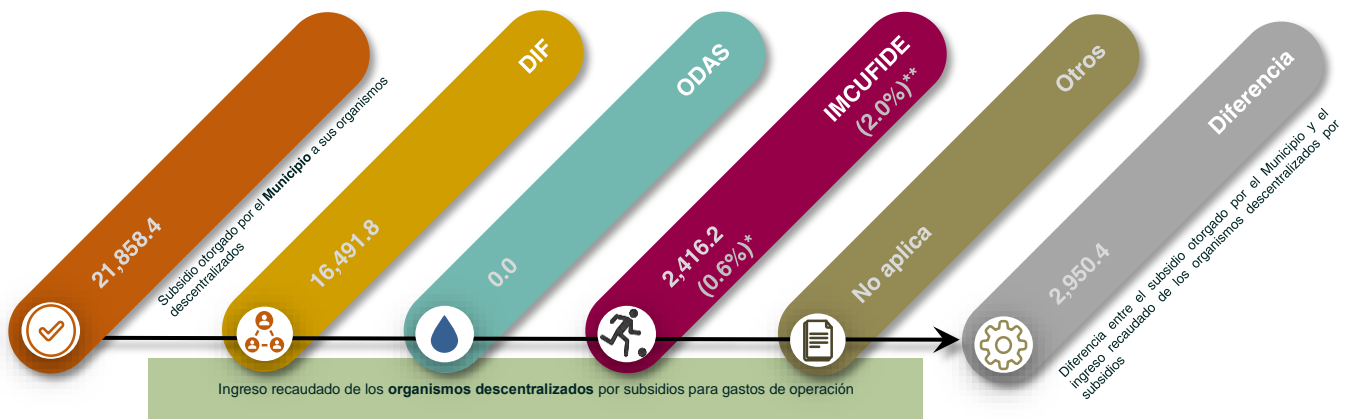 21,858.4
Subsidio otorgado por el Municipio a sus organismos
descentralizados
DIF
16,491.8
ODAS
0.0
IMCUFIDE
(2.0%)**
2,416.2
(0.6%)*
Otros
No aplica
Diferencia
2,950.4
Diferencia entre el subsidio otorgado por el Municipio y el
ingreso recaudado de los organismos descentralizados por
subsidios
Ingreso recaudado de los organismos descentralizados por subsidios para gastos de operación